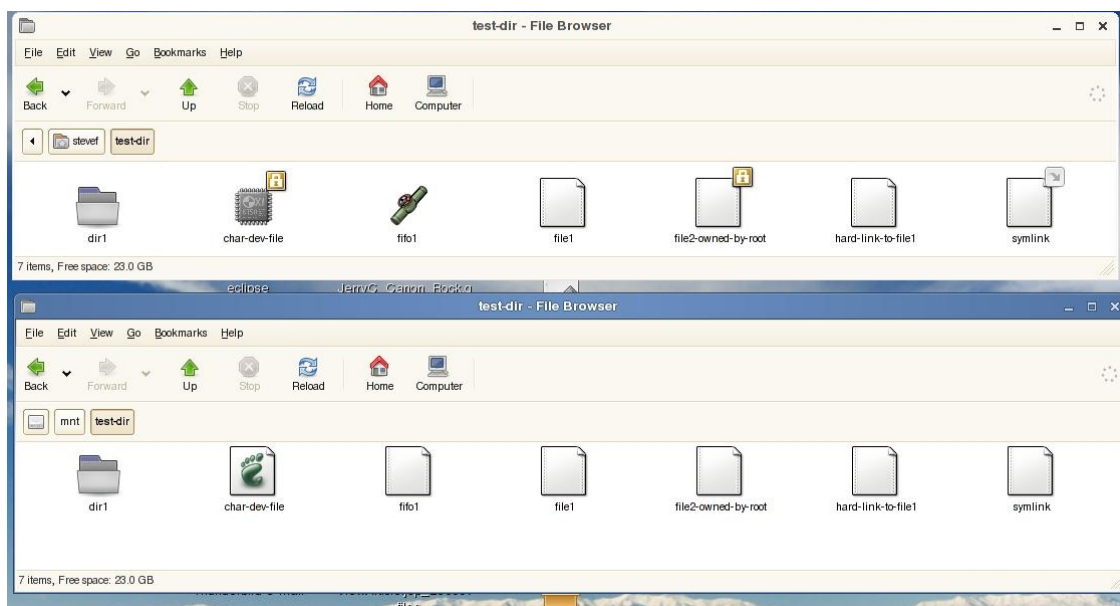 test-dir - File Browser
File Edit View Go Bookmarks Help
Back Forward Up Stop Reload Home Computer
stevef test-dir
dir1 char-dev-file fifo1 file1 file2-owned-by-root hard-link-to-file1 symlink
7 items, Free space: 23.0 GB
eclipse
test-dir - File Browser
File Edit View Go Bookmarks Help
Back Forward Up Stop Reload Home Computer
mnt test-dir
dir1 char-dev-file fifo1 file1 file2-owned-by-root hard-link-to-file1 symlink
7 items, Free space: 23.0 GB